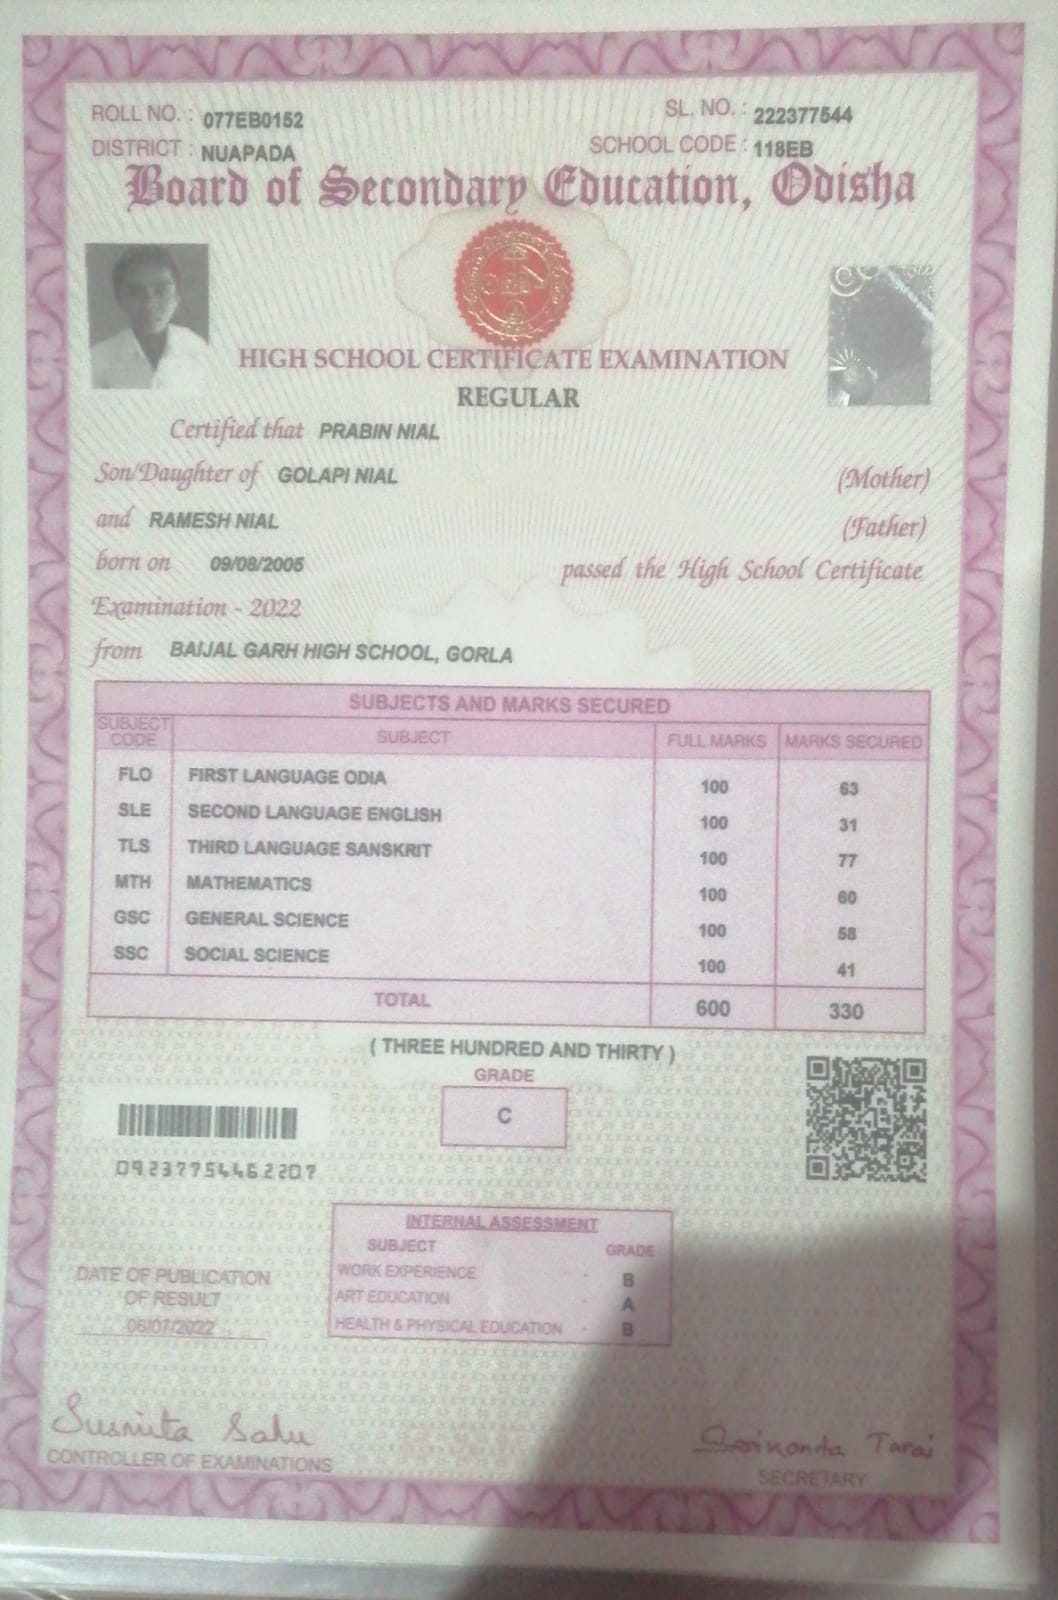 ROLL NO. : 077EB0152 SL. NO. : 222377544
DISTRICT : NUAPADA SCHOOL CODE : 118EB
Board of Secondary Education, Odisha
HIGH SCHOOL CERTIFICATE EXAMINATION
REGULAR
Certified that PRABIN NIAL
Son/Daughter of GOLAPI NIAL (Mother)
and RAMESH NIAL (Father)
born on 09/08/2005 passed the High School Certificate
Examination - 2022
from BAIJAL GARH HIGH SCHOOL, GORLA
SUBJECTS AND MARKS SECURED
SUBJECT CODE SUBJECT FULL MARKS MARKS SECURED
FLO FIRST LANGUAGE ODIA 100 63
SLE SECOND LANGUAGE ENGLISH 100 31
TLS THIRD LANGUAGE SANSKRIT 100 77
MTH MATHEMATICS 100 60
GSC GENERAL SCIENCE 100 58
SSC SOCIAL SCIENCE 100 41
TOTAL 600 330
( THREE HUNDRED AND THIRTY )
GRADE
C
09237754462207
INTERNAL ASSESSMENT
SUBJECT GRADE
WORK EXPERIENCE - B
ART EDUCATION - A
HEALTH & PHYSICAL EDUCATION - B
DATE OF PUBLICATION
OF RESULT
06/07/2022
Susmita Sahu
CONTROLLER OF EXAMINATIONS
Srikanta Tarai
SECRETARY